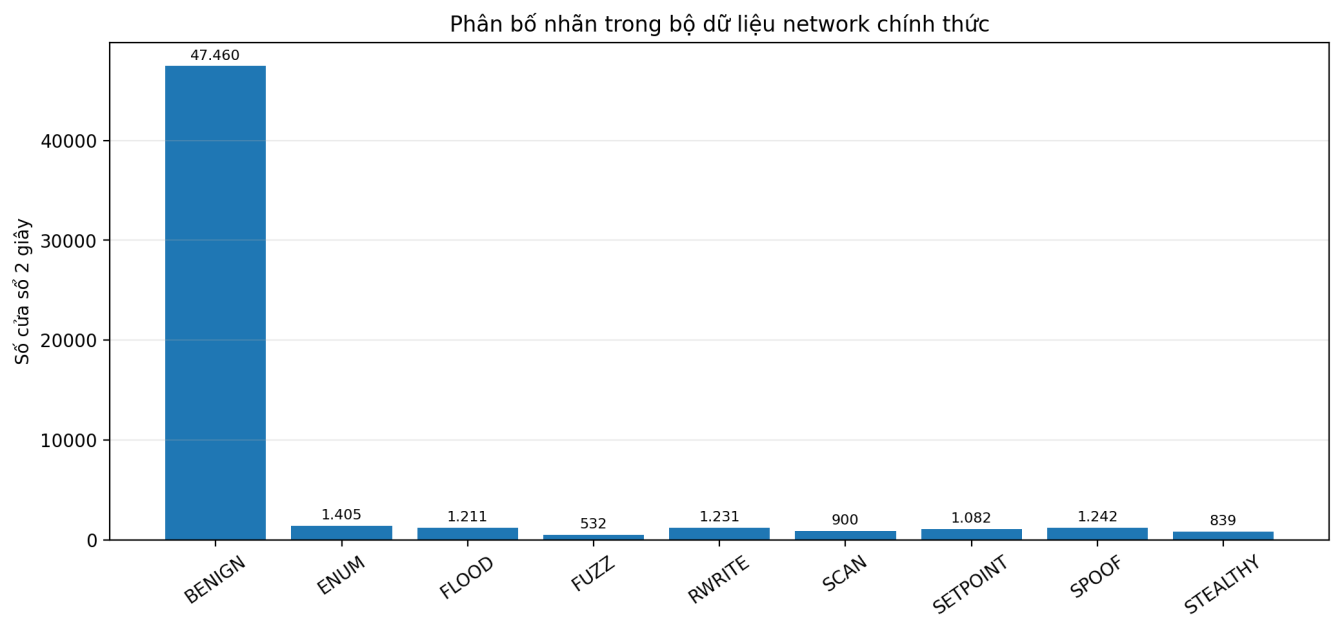 Phân bố nhãn trong bộ dữ liệu network chính thức
Số cửa sổ 2 giây
40000
30000
20000
10000
0
47.460
1.405
1.211
532
1.231
900
1.082
1.242
839
BENIGN
ENUM
FLOOD
FUZZ
RWRITE
SCAN
SETPOINT
SPOOF
STEALTHY